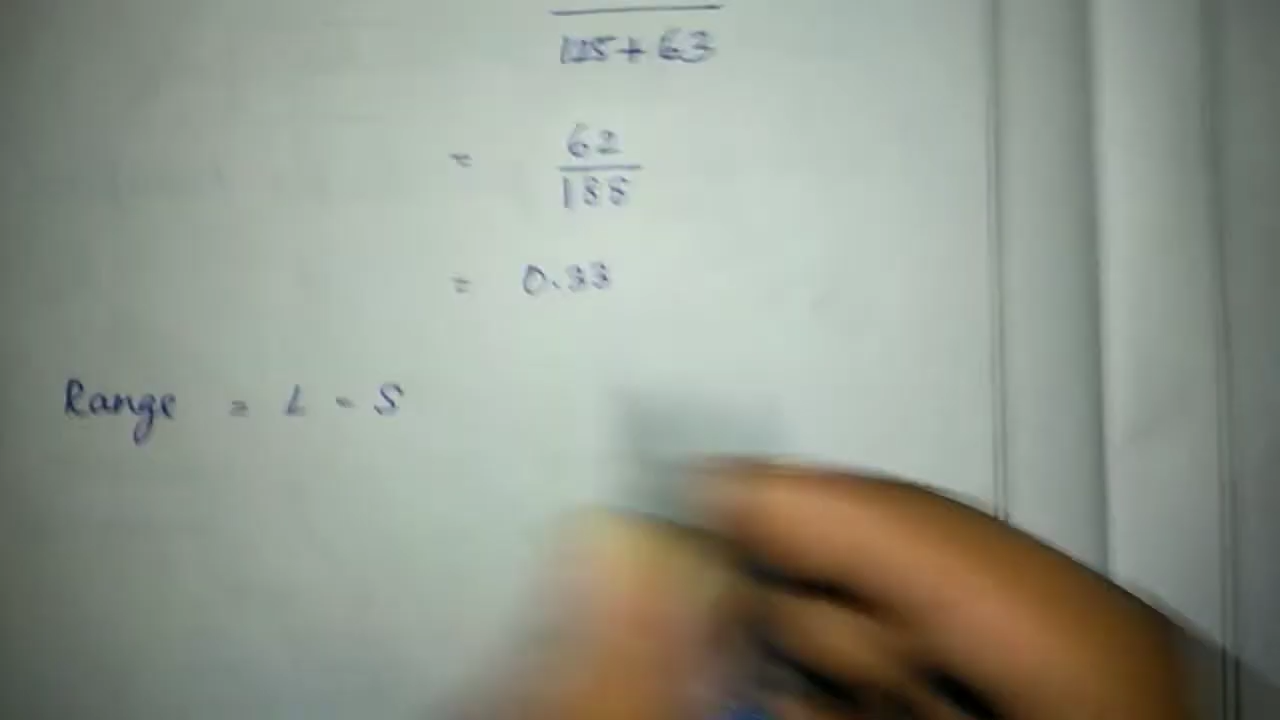 125 + 63
= 62
188
= 0.33
Range = L - S